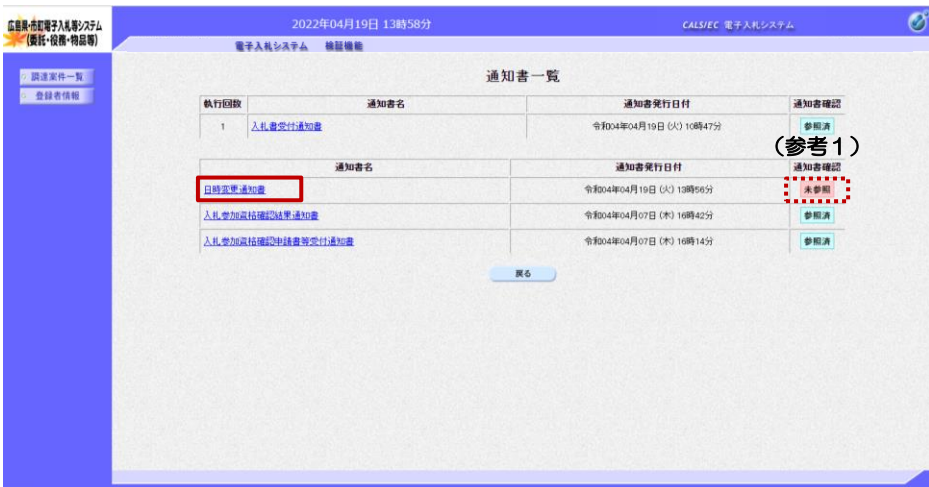 広島県・市町電子入札等システム
(委託・役務・物品等)
2022年04月19日 13時58分
CALS/EC 電子入札システム
電子入札システム 検証機能
調達案件一覧
登録者情報
通知書一覧
執行回数 通知書名 通知書発行日付 通知書確認
1 入札書受付通知書 令和04年04月19日 (火) 10時47分 参照済
(参考1)
通知書名 通知書発行日付 通知書確認
日時変更通知書 令和04年04月19日 (火) 13時56分 未参照
入札参加資格確認結果通知書 令和04年04月07日 (木) 16時42分 参照済
入札参加資格確認申請書等受付通知書 令和04年04月07日 (木) 16時14分 参照済
戻る